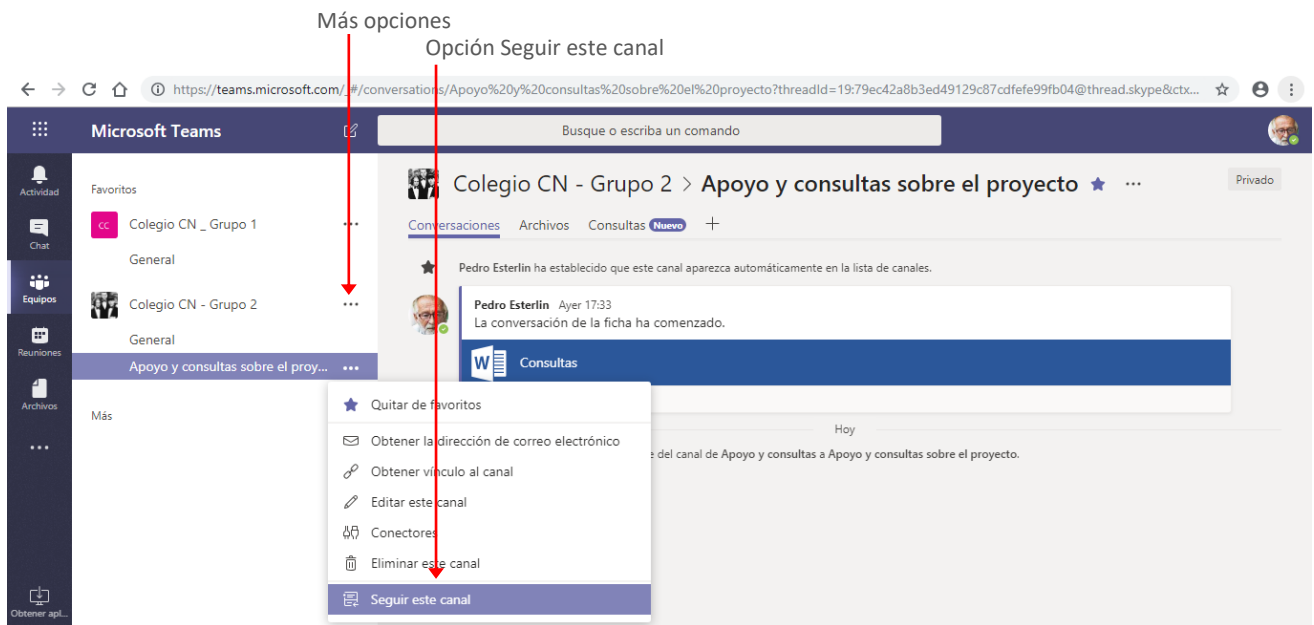 Más opciones
Opción Seguir este canal
https://teams.microsoft.com/_#/conversations/Apoyo%20y%20consultas%20sobre%20el%20proyecto?threadId=19:79ec42a8b3ed49129c87cdfefe99fb04@thread.skype&ctx...
Microsoft Teams
Busque o escriba un comando
Actividad
Chat
Equipos
Reuniones
Archivos
Obtener apl...
Favoritos
CC
Colegio CN _ Grupo 1
General
Colegio CN - Grupo 2
General
Apoyo y consultas sobre el proy...
Más
Colegio CN - Grupo 2 > Apoyo y consultas sobre el proyecto
Privado
Conversaciones Archivos Consultas Nuevo
Pedro Esterlin ha establecido que este canal aparezca automáticamente en la lista de canales.
Pedro Esterlin Ayer 17:33
La conversación de la ficha ha comenzado.
W Consultas
Hoy
del canal de Apoyo y consultas a Apoyo y consultas sobre el proyecto.
Quitar de favoritos
Obtener la dirección de correo electrónico
Obtener vínculo al canal
Editar este canal
Conectores
Eliminar este canal
Seguir este canal